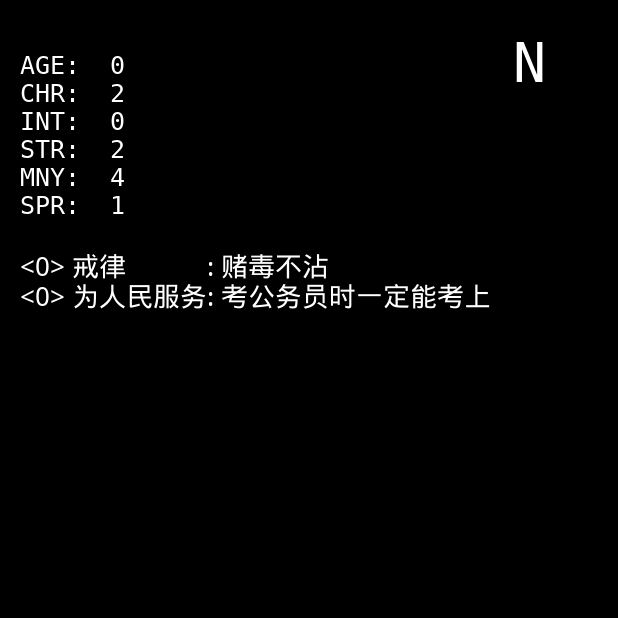 N
AGE: 0
CHR: 2
INT: 0
STR: 2
MNY: 4
SPR: 1
<O> 戒律 : 赌毒不沾
<O> 为人民服务: 考公务员时一定能考上